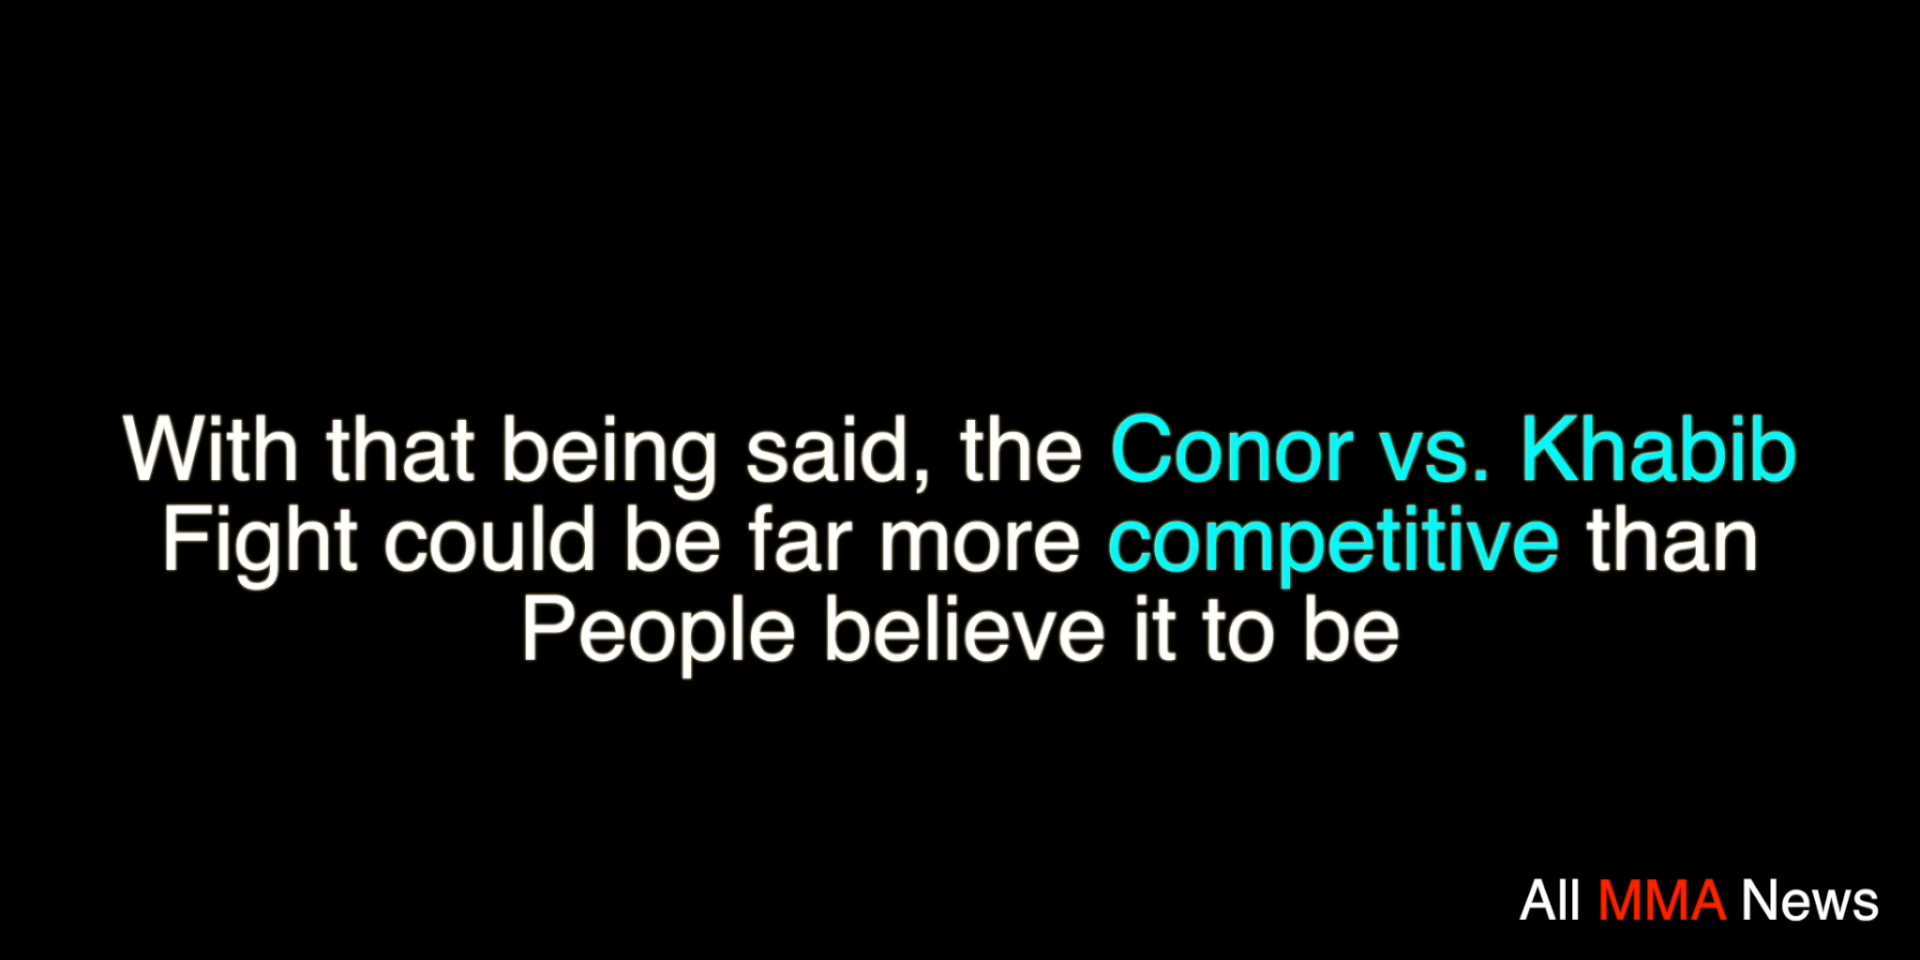 With that being said, the Conor vs. Khabib
Fight could be far more competitive than
People believe it to be
All MMA News